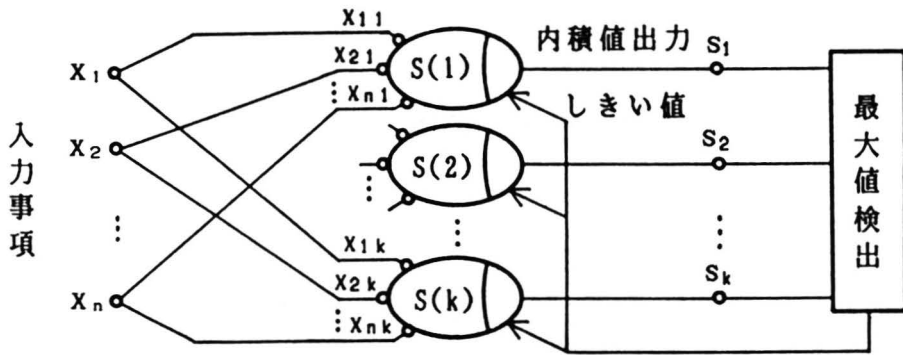 入力事項
X1
X2
⋮
Xn
X11
X21
⋮
Xn1
S(1)
S(2)
⋮
⋮
X1k
X2k
⋮
Xnk
S(k)
内積値出力
しきい値
S1
S2
⋮
Sk
最大値検出